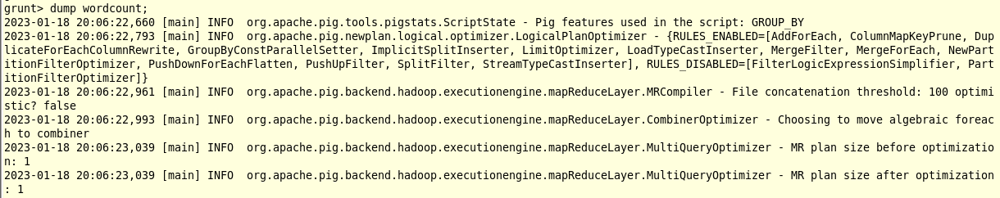 grunt> dump wordcount;
2023-01-18 20:06:22,660 [main] INFO  org.apache.pig.tools.pigstats.ScriptState - Pig features used in the script: GROUP_BY
2023-01-18 20:06:22,793 [main] INFO  org.apache.pig.newplan.logical.optimizer.LogicalPlanOptimizer - {RULES_ENABLED=[AddForEach, ColumnMapKeyPrune, Dup
licateForEachColumnRewrite, GroupByConstParallelSetter, ImplicitSplitInserter, LimitOptimizer, LoadTypeCastInserter, MergeFilter, MergeForEach, NewPart
itionFilterOptimizer, PushDownForEachFlatten, PushUpFilter, SplitFilter, StreamTypeCastInserter], RULES_DISABLED=[FilterLogicExpressionSimplifier, Part
itionFilterOptimizer]}
2023-01-18 20:06:22,961 [main] INFO  org.apache.pig.backend.hadoop.executionengine.mapReduceLayer.MRCompiler - File concatenation threshold: 100 optimi
stic? false
2023-01-18 20:06:22,993 [main] INFO  org.apache.pig.backend.hadoop.executionengine.mapReduceLayer.CombinerOptimizer - Choosing to move algebraic foreac
h to combiner
2023-01-18 20:06:23,039 [main] INFO  org.apache.pig.backend.hadoop.executionengine.mapReduceLayer.MultiQueryOptimizer - MR plan size before optimizatio
n: 1
2023-01-18 20:06:23,039 [main] INFO  org.apache.pig.backend.hadoop.executionengine.mapReduceLayer.MultiQueryOptimizer - MR plan size after optimization
: 1